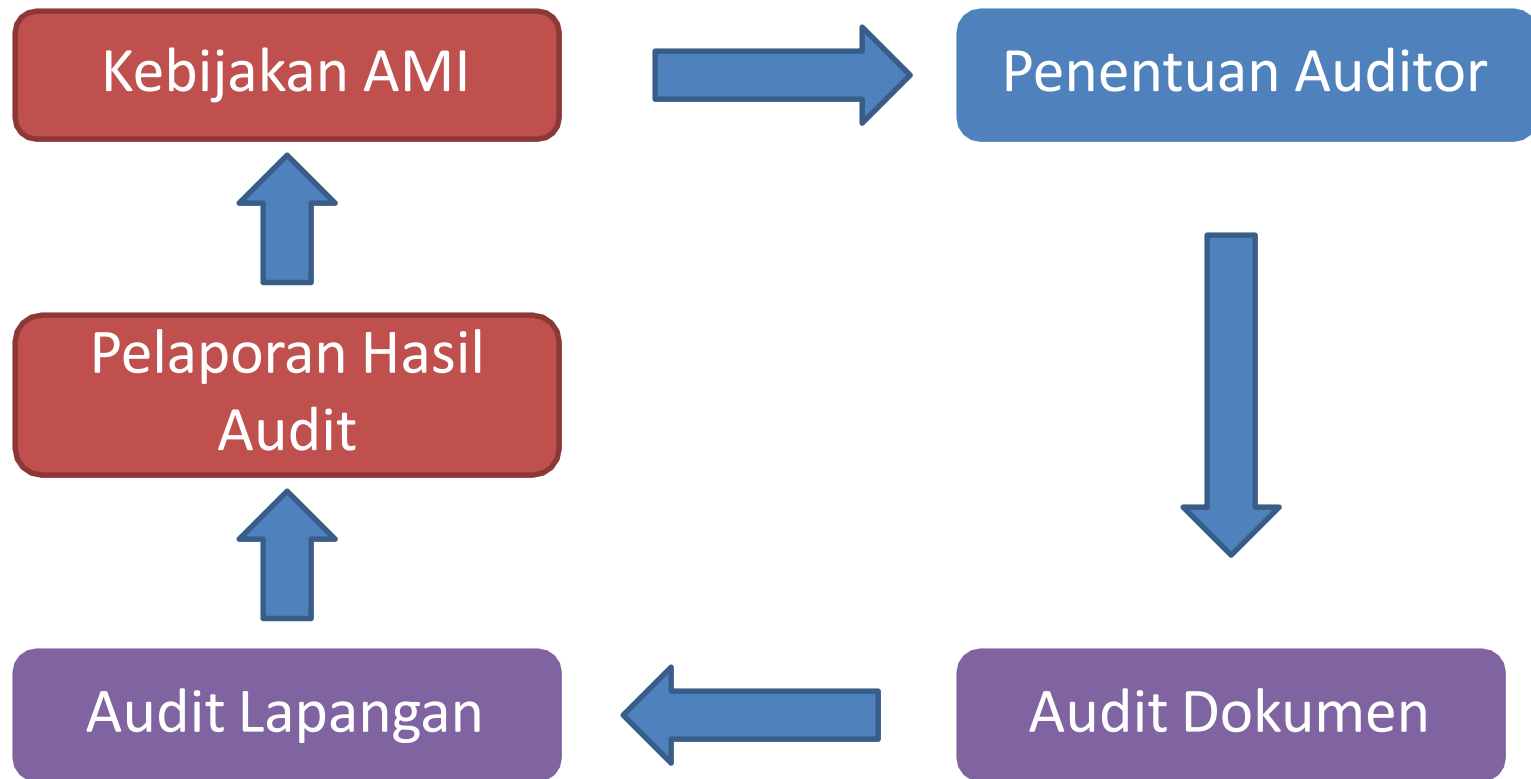 Kebijakan AMI
Penentuan Auditor
Pelaporan Hasil
Audit
Audit Lapangan
Audit Dokumen